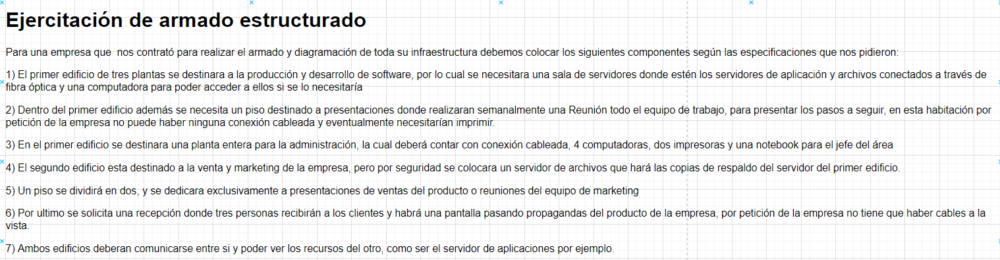 Ejercitación de armado estructurado
Para una empresa que  nos contrató para realizar el armado y diagramación de toda su infraestructura debemos colocar los siguientes componentes según las especificaciones que nos pidieron:
1) El primer edificio de tres plantas se destinara a la producción y desarrollo de software, por lo cual se necesitara una sala de servidores donde estén los servidores de aplicación y archivos conectados a través de
fibra óptica y una computadora para poder acceder a ellos si se lo necesitaría
2) Dentro del primer edificio además se necesita un piso destinado a presentaciones donde realizaran semanalmente una Reunión todo el equipo de trabajo, para presentar los pasos a seguir, en esta habitación por
petición de la empresa no puede haber ninguna conexión cableada y eventualmente necesitarían imprimir.
3) En el primer edificio se destinara una planta entera para la administración, la cual deberá contar con conexión cableada, 4 computadoras, dos impresoras y una notebook para el jefe del área
4) El segundo edificio esta destinado a la venta y marketing de la empresa, pero por seguridad se colocara un servidor de archivos que hará las copias de respaldo del servidor del primer edificio.
5) Un piso se dividirá en dos, y se dedicara exclusivamente a presentaciones de ventas del producto o reuniones del equipo de marketing
6) Por ultimo se solicita una recepción donde tres personas recibirán a los clientes y habrá una pantalla pasando propagandas del producto de la empresa, por petición de la empresa no tiene que haber cables a la
vista.
7) Ambos edificios deberan comunicarse entre si y poder ver los recursos del otro, como ser el servidor de aplicaciones por ejemplo.